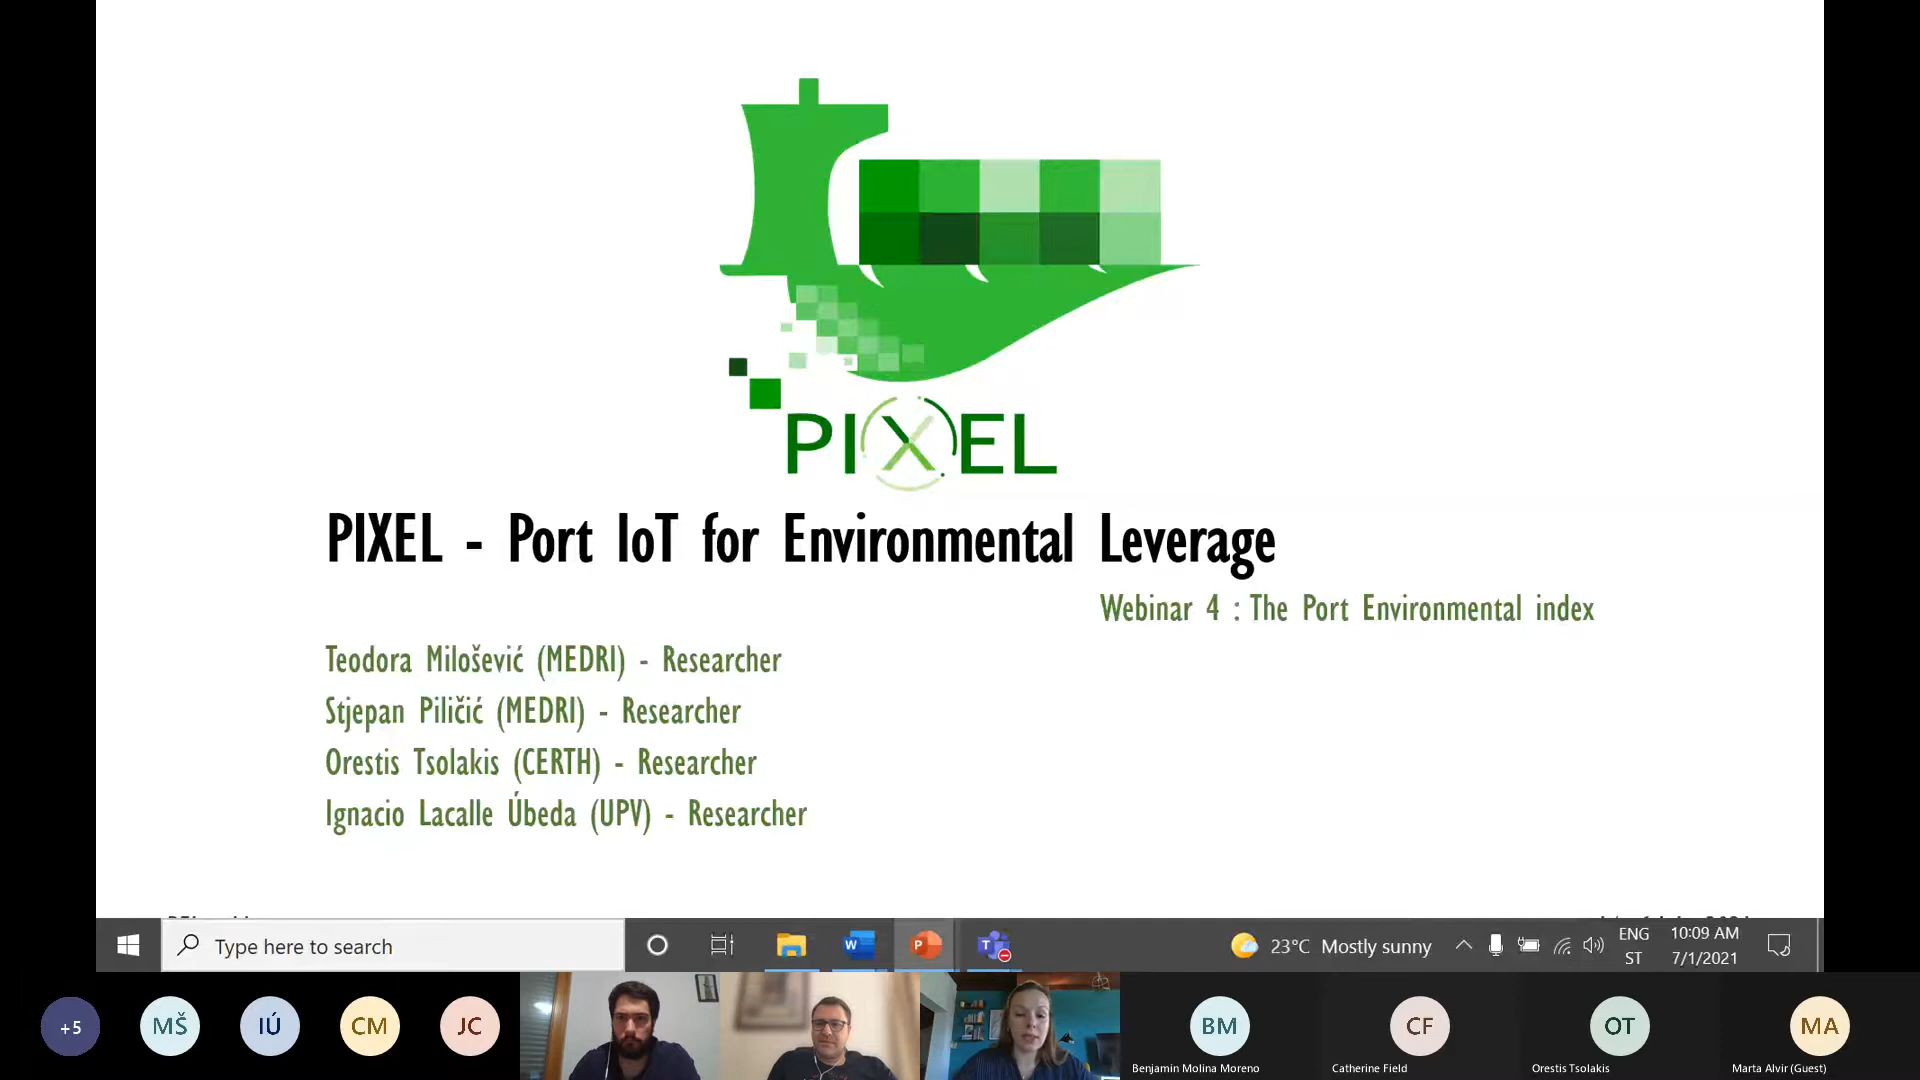 PIXEL
PIXEL - Port IoT for Environmental Leverage
Webinar 4 : The Port Environmental index
Teodora Milošević (MEDRI) - Researcher
Stjepan Piličić (MEDRI) - Researcher
Orestis Tsolakis (CERTH) - Researcher
Ignacio Lacalle Úbeda (UPV) - Researcher
Type here to search
23°C Mostly sunny
ENG
ST
10:09 AM
7/1/2021
+5
MŠ
IÚ
CM
JC
BM
CF
OT
MA
Benjamin Molina Moreno
Catherine Field
Orestis Tsolakis
Marta Alvir (Guest)